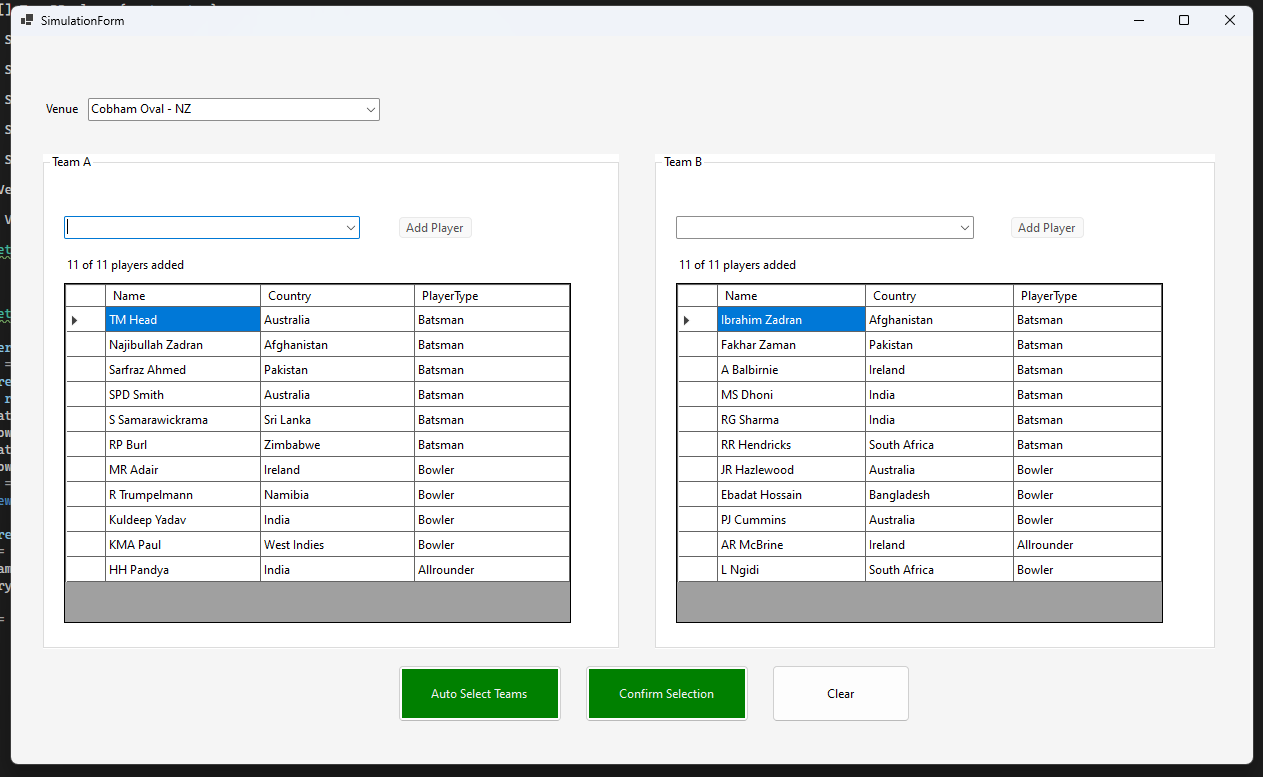 SimulationForm
Venue Cobham Oval - NZ
Team A
Add Player
11 of 11 players added
Name Country PlayerType
TM Head Australia Batsman
Najibullah Zadran Afghanistan Batsman
Sarfraz Ahmed Pakistan Batsman
SPD Smith Australia Batsman
S Samarawickrama Sri Lanka Batsman
RP Burl Zimbabwe Batsman
MR Adair Ireland Bowler
R Trumpelmann Namibia Bowler
Kuldeep Yadav India Bowler
KMA Paul West Indies Bowler
HH Pandya India Allrounder
Team B
Add Player
11 of 11 players added
Name Country PlayerType
Ibrahim Zadran Afghanistan Batsman
Fakhar Zaman Pakistan Batsman
A Balbirnie Ireland Batsman
MS Dhoni India Batsman
RG Sharma India Batsman
RR Hendricks South Africa Batsman
JR Hazlewood Australia Bowler
Ebadat Hossain Bangladesh Bowler
PJ Cummins Australia Bowler
AR McBrine Ireland Allrounder
L Ngidi South Africa Bowler
Auto Select Teams Confirm Selection Clear